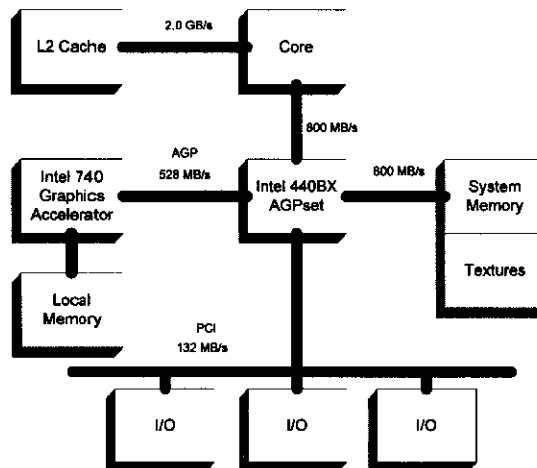 2.0 GB/s
L2 Cache
Core
800 MB/s
AGP
528 MB/s
800 MB/s
Intel 740
Graphics
Accelerator
Intel 440BX
AGPset
System
Memory
Textures
Local
Memory
PCI
132 MB/s
I/O
I/O
I/O